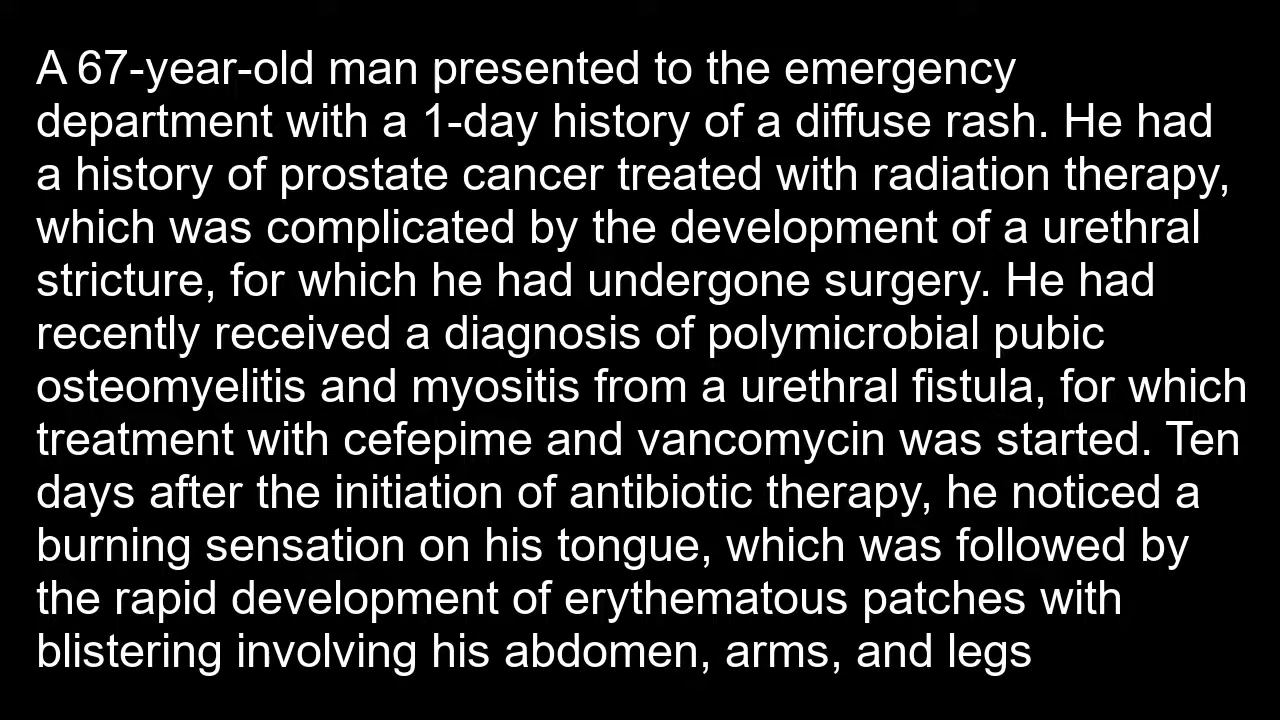 A 67-year-old man presented to the emergency
department with a 1-day history of a diffuse rash. He had
a history of prostate cancer treated with radiation therapy,
which was complicated by the development of a urethral
stricture, for which he had undergone surgery. He had
recently received a diagnosis of polymicrobial pubic
osteomyelitis and myositis from a urethral fistula, for which
treatment with cefepime and vancomycin was started. Ten
days after the initiation of antibiotic therapy, he noticed a
burning sensation on his tongue, which was followed by
the rapid development of erythematous patches with
blistering involving his abdomen, arms, and legs